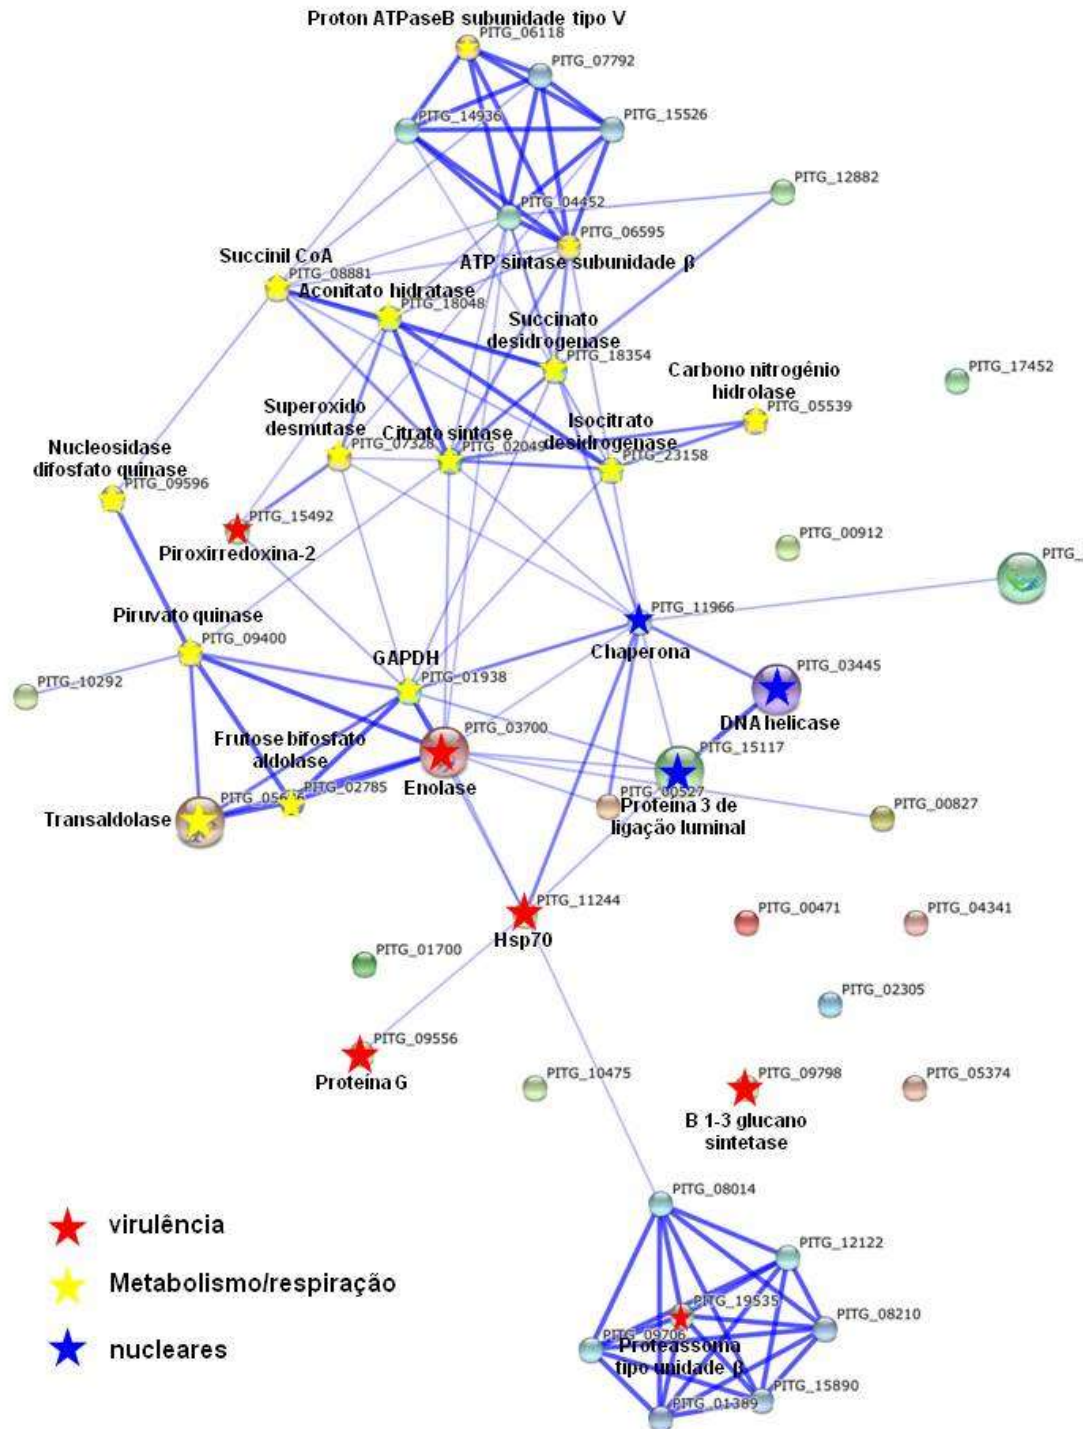 Proton ATPaseB subunidade tipo V
PITG_06118
PITG_07792
PITG_14936
PITG_15526
PITG_12882
PITG_04452
PITG_06595
ATP sintase subunidade β
Succinil CoA
PITG_08881
Aconitato hidratase
PITG_18048
Succinato
desidrogenase
PITG_18354
Carbono nitrogênio
hidrolase
PITG_05539
PITG_17452
Superoxido
desmutase
PITG_07328
Citrato sintase
PITG_02049
Isocitrato
desidrogenase
PITG_23158
Nucleosidase
difosfato quinase
PITG_09596
PITG_15492
Piroxirredoxina-2
PITG_00912
PITG_
PITG_11966
Chaperona
Piruvato quinase
PITG_09400
GAPDH
PITG_01938
PITG_10292
PITG_03445
DNA helicase
PITG_03700
Enolase
PITG_15117
Frutose bifosfato
aldolase
PITG_02785
Transaldolase
PITG_00527
Proteína 3 de
ligação luminal
PITG_00827
PITG_11244
Hsp70
PITG_00471
PITG_04341
PITG_01700
PITG_02305
PITG_09556
Proteína G
PITG_10475
PITG_09798
B 1-3 glucano
sintetase
PITG_05374
PITG_08014
PITG_12122
PITG_19535
PITG_08210
PITG_09706
Proteassoma
tipo unidade β
PITG_15890
PITG_01389
virulência
Metabolismo/respiração
nucleares